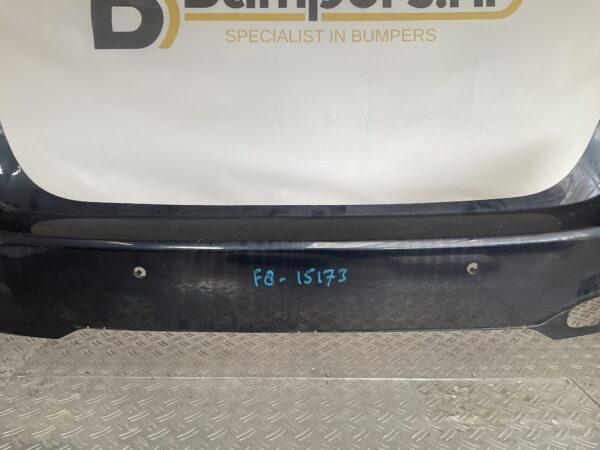 B Bumpers.nl
SPECIALIST IN BUMPERS
FB-15173